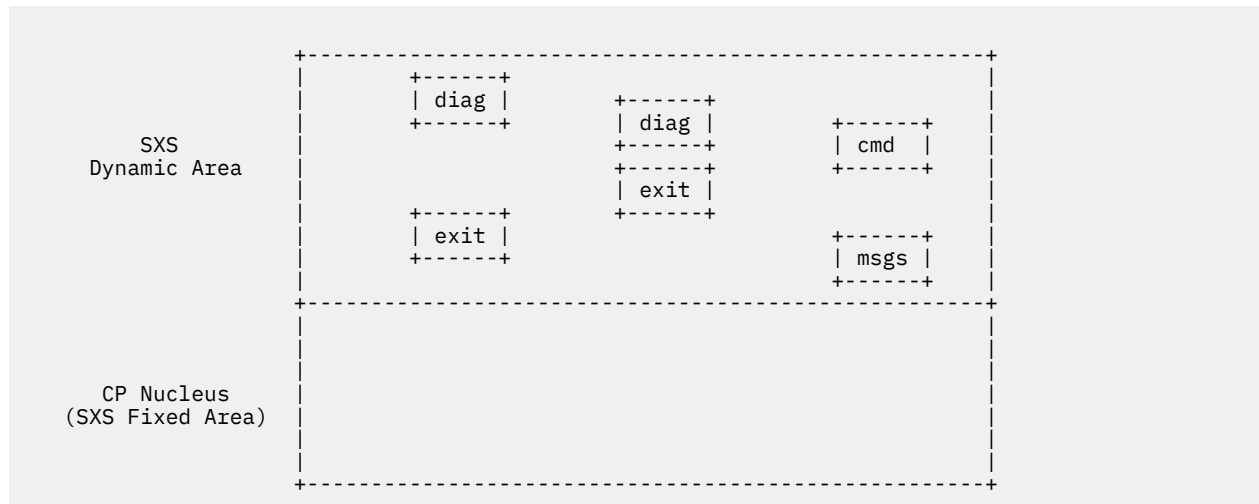 diag
diag
SXS
Dynamic Area
cmd
exit
exit
msgs
CP Nucleus
(SXS Fixed Area)